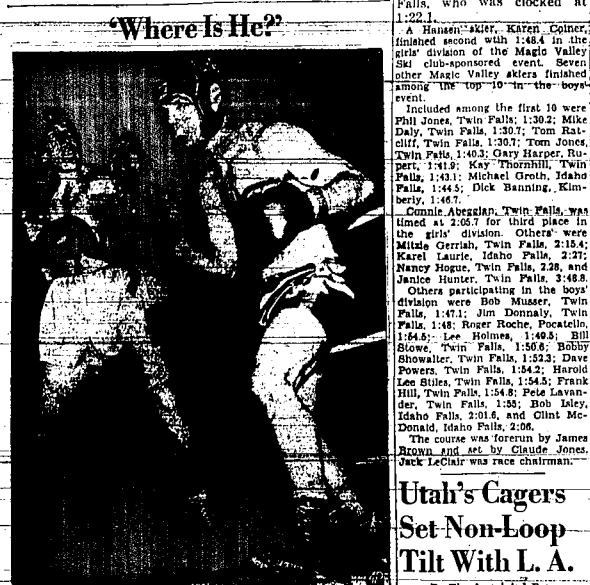 'Where Is He?'
Falls, who was clocked at
1:22.1.
A Hansen skier, Karen Colner,
finished second wtih 1:48.4 in the
girls' division of the Magic Valley
Ski club-sponsored event. Seven
other Magic Valley skiers finished
among the top 10 in the boys'
event.
Included among the first 10 were
Phil Jones, Twin Falls; 1:30.2; Mike
Daly, Twin Falls, 1:30.7; Tom Rat-
cliff, Twin Falls, 1:30.7; Tom Jones,
Twin Falls, 1:40.3; Gary Harper, Ru-
pert, 1:41.9; Kay Thornhill, Twin
Falls, 1:43.1; Michael Groth, Idaho
Falls, 1:44.5; Dick Banning, Kim-
berly, 1:46.7.
Connie Abegglan, Twin Falls, was
timed at 2:05.7 for third place in
the girls' division. Others were
Mitzie Gerrish, Twin Falls, 2:15.4;
Karel Laurie, Idaho Falls, 2:27;
Nancy Hogue, Twin Falls, 2.28, and
Janice Hunter, Twin Falls, 3:46.8.
Others participating in the boys'
division were Bob Musser, Twin
Falls, 1:47.1; Jim Donnaly, Twin
Falls, 1:48; Roger Roche, Pocatello,
1:54.5; Lee Holmes, 1:49.5; Bill
Stowe, Twin Falls, 1:50.6; Bobby
Showalter, Twin Falls, 1:52.3; Dave
Powers, Twin Falls, 1:54.2; Harold
Lee Stiles, Twin Falls, 1:54.5; Frank
Hill, Twin Falls, 1:54.8; Pete Lavan-
der, Twin Falls, 1:55; Bob Isley,
Idaho Falls, 2:01.6, and Clint Mc-
Donald, Idaho Falls, 2:06.
The course was forerun by James
Brown and set by Claude Jones.
Jack LeClair was race chairman.
Utah's Cagers
Set Non-Loop
Tilt With L. A.